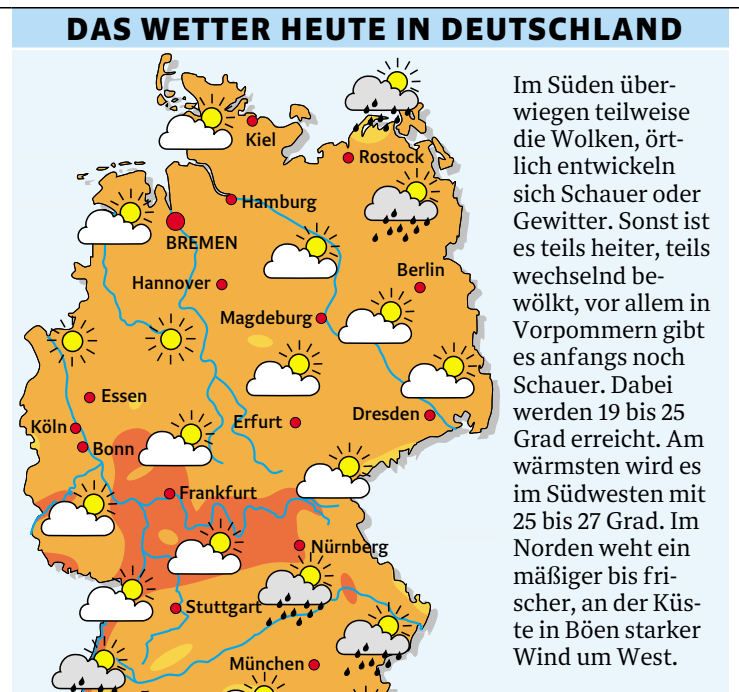 DAS WETTER HEUTE IN DEUTSCHLAND
Kiel
Rostock
Hamburg
BREMEN
Hannover
Berlin
Magdeburg
Essen
Köln
Bonn
Erfurt
Dresden
Frankfurt
Nürnberg
Stuttgart
München
Im Süden über-
wiegen teilweise
die Wolken, ört-
lich entwickeln
sich Schauer oder
Gewitter. Sonst ist
es teils heiter, teils
wechselnd be-
wölkt, vor allem in
Vorpommern gibt
es anfangs noch
Schauer. Dabei
werden 19 bis 25
Grad erreicht. Am
wärmsten wird es
im Südwesten mit
25 bis 27 Grad. Im
Norden weht ein
mäßiger bis fri-
scher, an der Küs-
te in Böen starker
Wind um West.